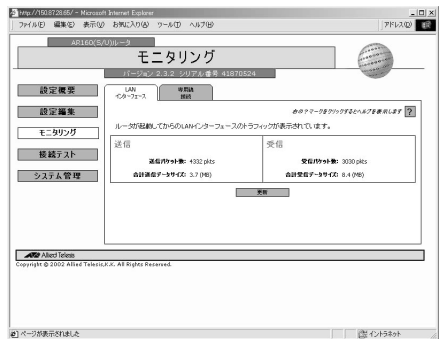 http://150.87.28.65/ - Microsoft Internet Explorer
ファイル(F) 編集(E) 表示(V) お気に入り(A) ツール(T) ヘルプ(H) アドレス(D)
AR160(S/U)ルータ
モニタリング
バージョン 2.3.2 シリアル番号 41870524
設定概要
設定編集
モニタリング
接続テスト
システム管理
LAN
インターフェース
専用線
接続
右の？マークをクリックするとヘルプを表示します ?
ルータが起動してからのLANインターフェースのトラフィックが表示されています。
送信
送信パケット数: 4332 pkts
合計送信データサイズ: 3.7 (MB)
受信
受信パケット数: 3030 pkts
合計受信データサイズ: 8.4 (MB)
更新
Allied Telesis
Copyright © 2002 Allied Telesis,K.K. All Rights Reserved.
ページが表示されました
イントラネット